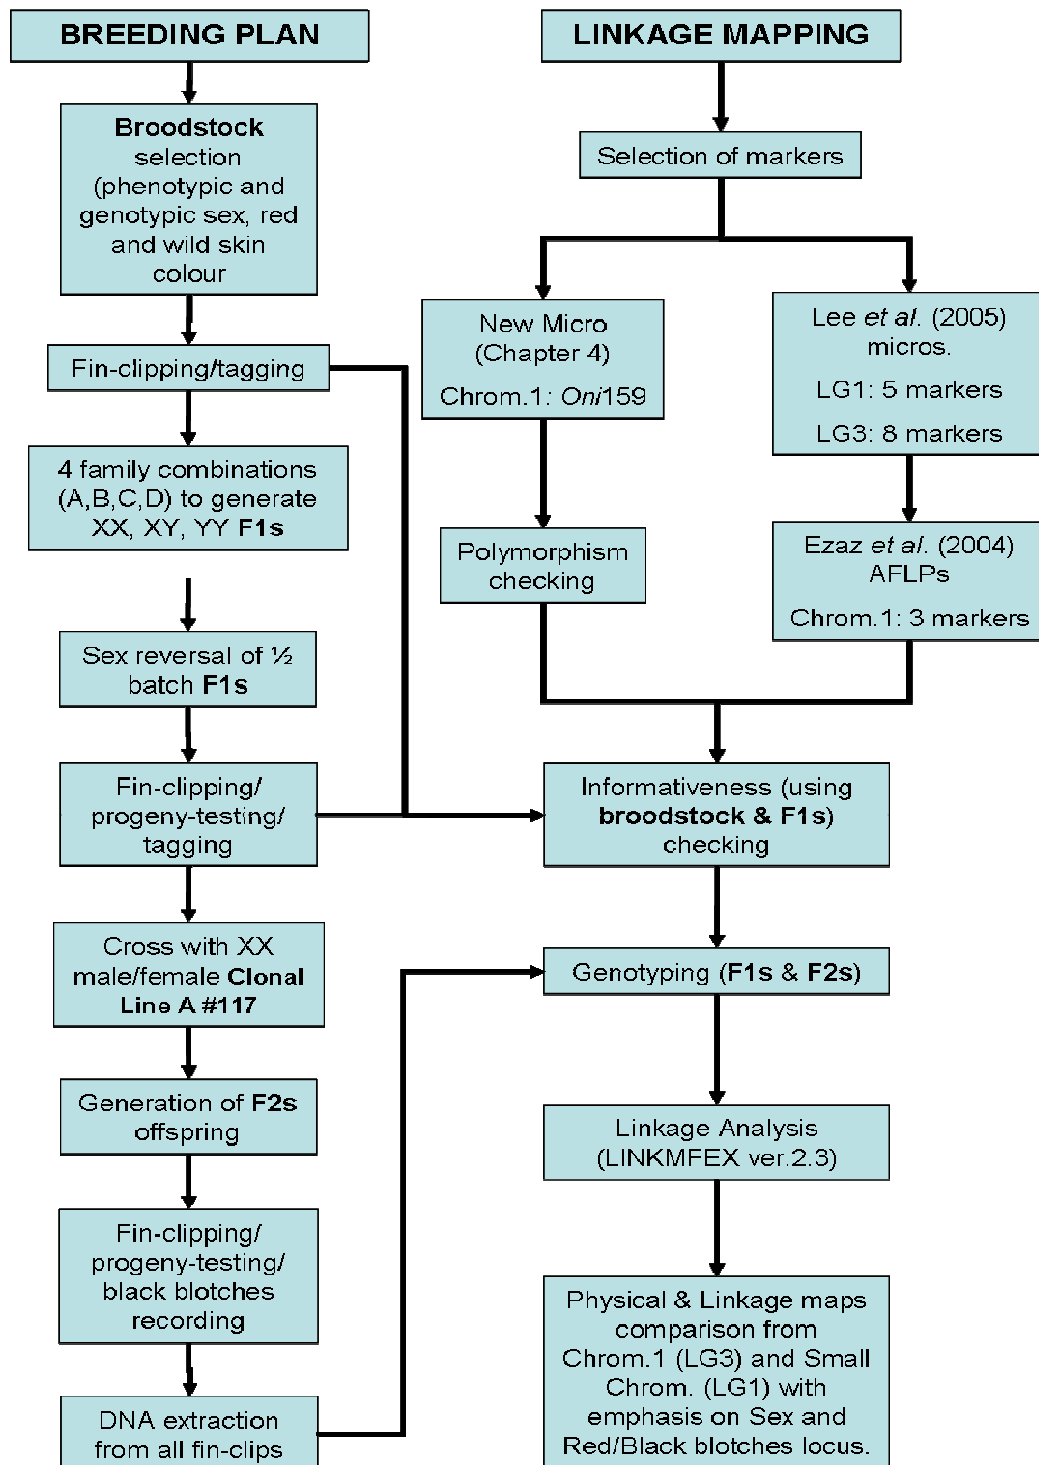 BREEDING PLAN
Broodstock
selection
(phenotypic and
genotypic sex, red
and wild skin
colour
Fin-clipping/tagging
4 family combinations
(A,B,C,D) to generate
XX, XY, YY F1s
Sex reversal of ½
batch F1s
Fin-clipping/
progeny-testing/
tagging
Cross with XX
male/female Clonal
Line A #117
Generation of F2s
offspring
Fin-clipping/
progeny-testing/
black blotches
recording
DNA extraction
from all fin-clips
LINKAGE MAPPING
Selection of markers
New Micro
(Chapter 4)
Chrom.1: Oni159
Polymorphism
checking
Lee et al. (2005)
micros.
LG1: 5 markers
LG3: 8 markers
Ezaz et al. (2004)
AFLPs
Chrom.1: 3 markers
Informativeness (using
broodstock & F1s)
checking
Genotyping (F1s & F2s)
Linkage Analysis
(LINKMFEX ver.2.3)
Physical & Linkage maps
comparison from
Chrom.1 (LG3) and Small
Chrom. (LG1) with
emphasis on Sex and
Red/Black blotches locus.